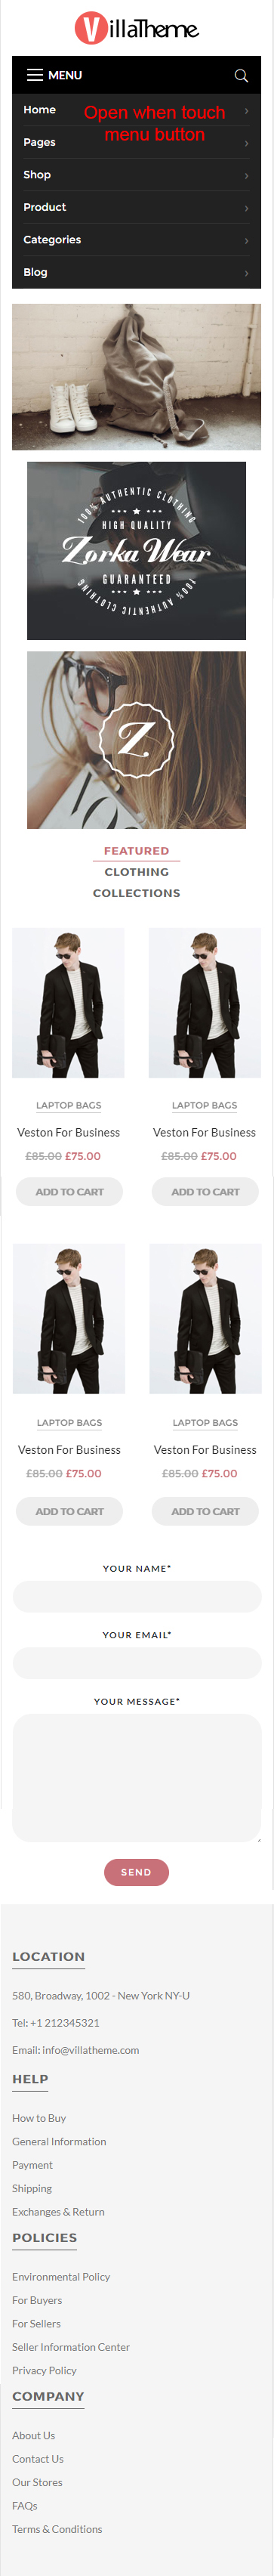 VillaTheme
MENU
Home
Open when touch
menu button
Pages
Shop
Product
Categories
Blog
100% AUTHENTIC CLOTHING
HIGH QUALITY
Zorka Wear
GUARANTEED
100% AUTHENTIC CLOTHING
Z
FEATURED
CLOTHING
COLLECTIONS
LAPTOP BAGS LAPTOP BAGS
Veston For Business Veston For Business
£85.00 £75.00 £85.00 £75.00
ADD TO CART ADD TO CART
LAPTOP BAGS LAPTOP BAGS
Veston For Business Veston For Business
£85.00 £75.00 £85.00 £75.00
ADD TO CART ADD TO CART
YOUR NAME*
YOUR EMAIL*
YOUR MESSAGE*
SEND
LOCATION
580, Broadway, 1002 - New York NY-U
Tel: +1 212345321
Email: info@villatheme.com
HELP
How to Buy
General Information
Payment
Shipping
Exchanges & Return
POLICIES
Environmental Policy
For Buyers
For Sellers
Seller Information Center
Privacy Policy
COMPANY
About Us
Contact Us
Our Stores
FAQs
Terms & Conditions